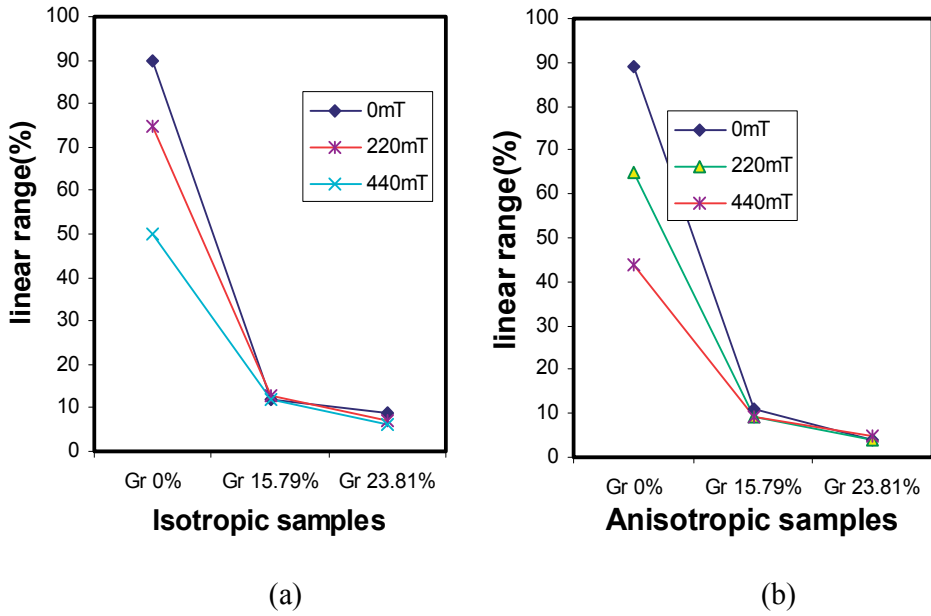 100
90
80
70
60
50
40
30
20
10
0
linear range(%)
0mT
220mT
440mT
Gr 0% Gr 15.79% Gr 23.81%
Isotropic samples
(a)
100
90
80
70
60
50
40
30
20
10
0
linear range(%)
0mT
220mT
440mT
Gr 0% Gr 15.79% Gr 23.81%
Anisotropic samples
(b)